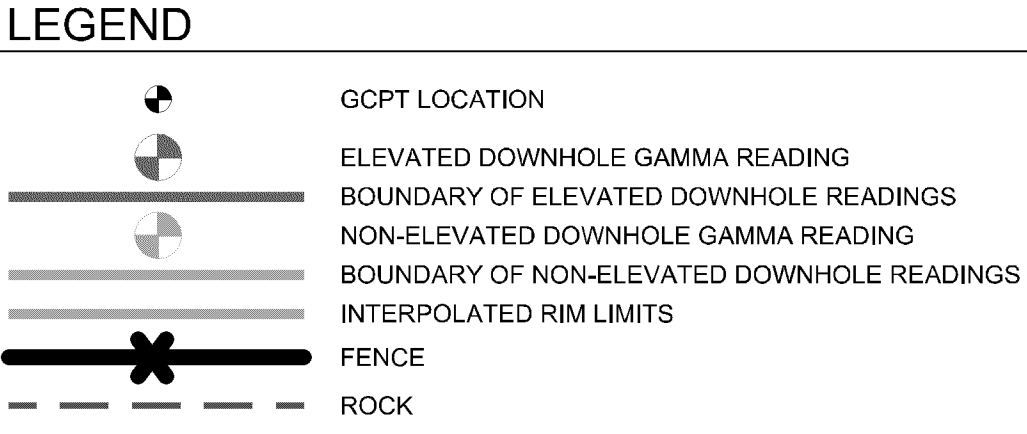 LEGEND
GCPT LOCATION
ELEVATED DOWNHOLE GAMMA READING
BOUNDARY OF ELEVATED DOWNHOLE READINGS
NON-ELEVATED DOWNHOLE GAMMA READING
BOUNDARY OF NON-ELEVATED DOWNHOLE READINGS
INTERPOLATED RIM LIMITS
FENCE
ROCK